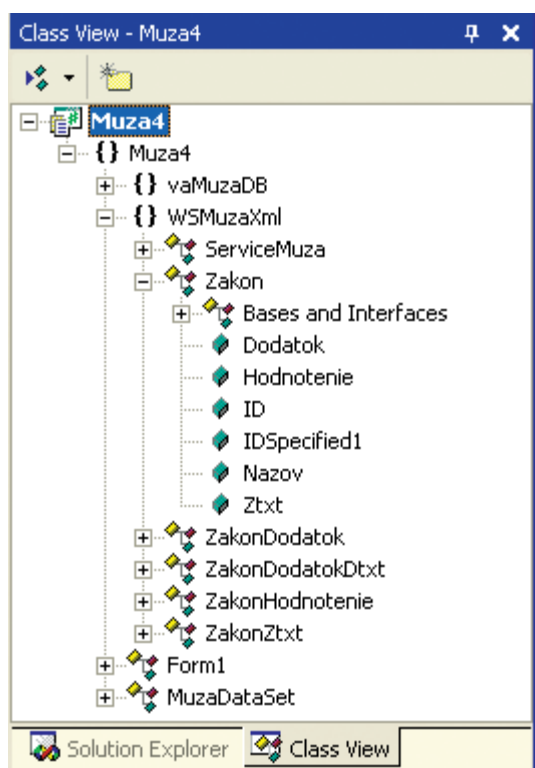 Class View - Muza4
Muza4
{} Muza4
{} vaMuzaDB
{} WSMuzaXml
ServiceMuza
Zakon
Bases and Interfaces
Dodatok
Hodnotenie
ID
IDSpecified1
Nazov
Ztxt
ZakonDodatok
ZakonDodatokDtxt
ZakonHodnotenie
ZakonZtxt
Form1
MuzaDataSet
Solution Explorer Class View